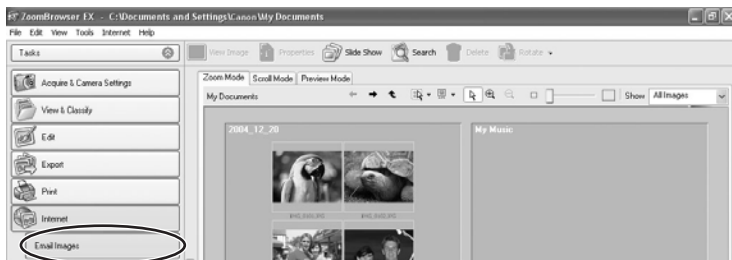 ZoomBrowser EX - C:\Documents and Settings\Canon\My Documents
File Edit View Tools Internet Help
Tasks
View Image Properties Slide Show Search Delete Rotate
Acquire & Camera Settings
Zoom Mode Scroll Mode Preview Mode
My Documents Show All Images
View & Classify
2004_12_20 My Music
Edit
Export
Print
Internet
Email Images